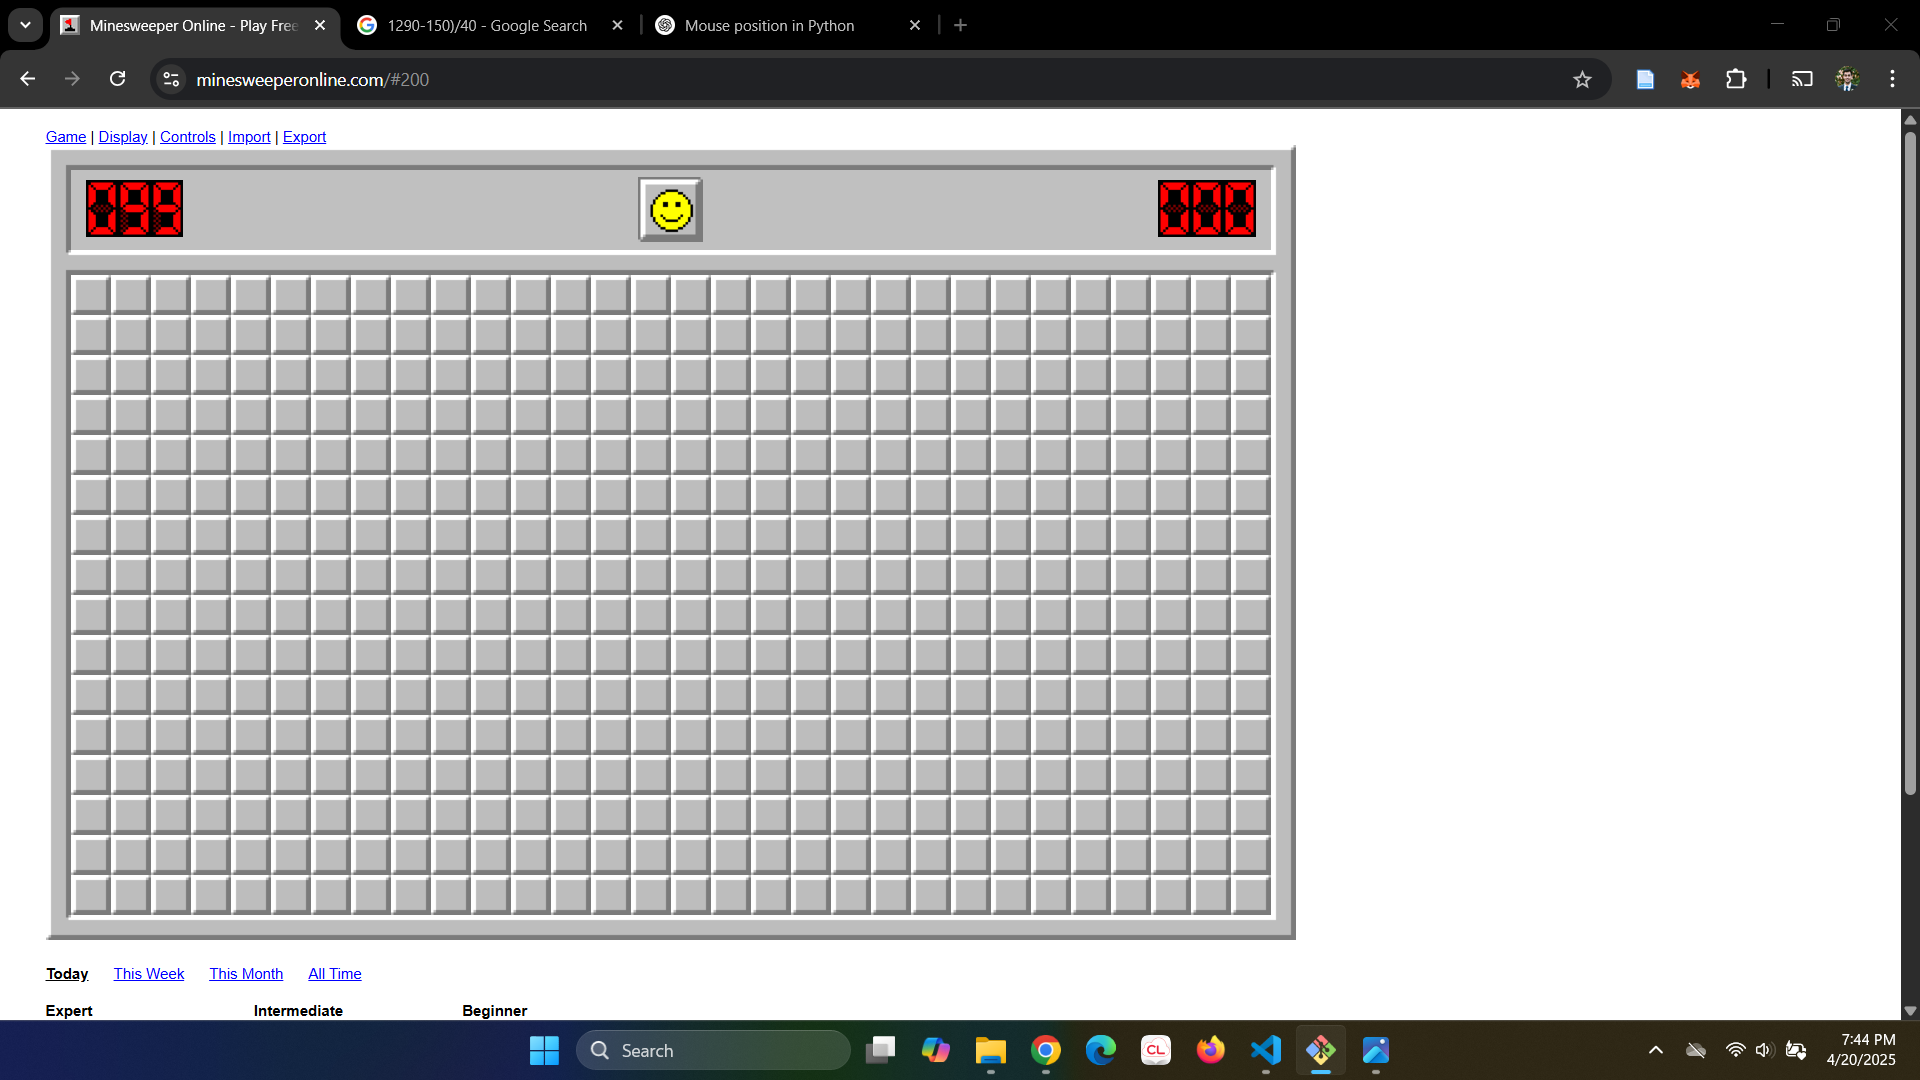 Minesweeper Online - Play Free
1290-150)/40 - Google Search
Mouse position in Python
minesweeperonline.com/#200
Game | Display | Controls | Import | Export
099
000
Today This Week This Month All Time
Expert Intermediate Beginner
Search
CL
7:44 PM
4/20/2025